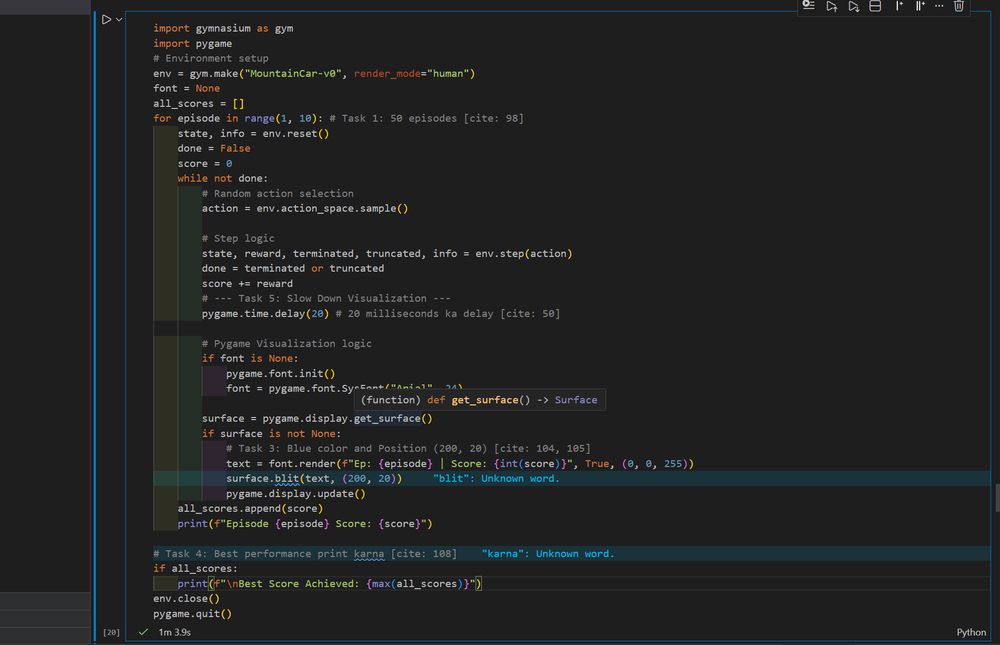 import gymnasium as gym
import pygame
# Environment setup
env = gym.make("MountainCar-v0", render_mode="human")
font = None
all_scores = []
for episode in range(1, 10): # Task 1: 50 episodes [cite: 98]
    state, info = env.reset()
    done = False
    score = 0
    while not done:
        # Random action selection
        action = env.action_space.sample()

        # Step logic
        state, reward, terminated, truncated, info = env.step(action)
        done = terminated or truncated
        score += reward
        # --- Task 5: Slow Down Visualization ---
        pygame.time.delay(20) # 20 milliseconds ka delay [cite: 50]

        # Pygame Visualization logic
        if font is None:
            pygame.font.init()
            font = pygame.font.SysFont("Arial", 24)
(function) def get_surface() -> Surface
        surface = pygame.display.get_surface()
        if surface is not None:
            # Task 3: Blue color and Position (200, 20) [cite: 104, 105]
            text = font.render(f"Ep: {episode} | Score: {int(score)}", True, (0, 0, 255))
            surface.blit(text, (200, 20))     "blit": Unknown word.
            pygame.display.update()
    all_scores.append(score)
    print(f"Episode {episode} Score: {score}")

# Task 4: Best performance print karna [cite: 108]    "karna": Unknown word.
if all_scores:
    print(f"\nBest Score Achieved: {max(all_scores)}")
env.close()
pygame.quit()
[20] 1m 3.9s Python